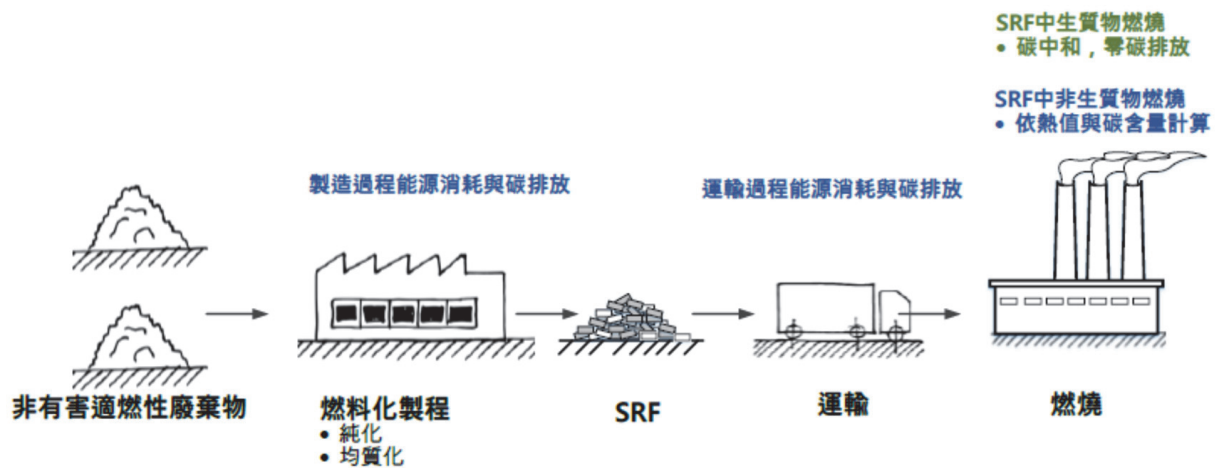 SRF中生質物燃燒
• 碳中和，零碳排放
SRF中非生質物燃燒
• 依熱值與碳含量計算
製造過程能源消耗與碳排放
運輸過程能源消耗與碳排放
非有害適燃性廢棄物
燃料化製程
• 純化
• 均質化
SRF
運輸
燃燒